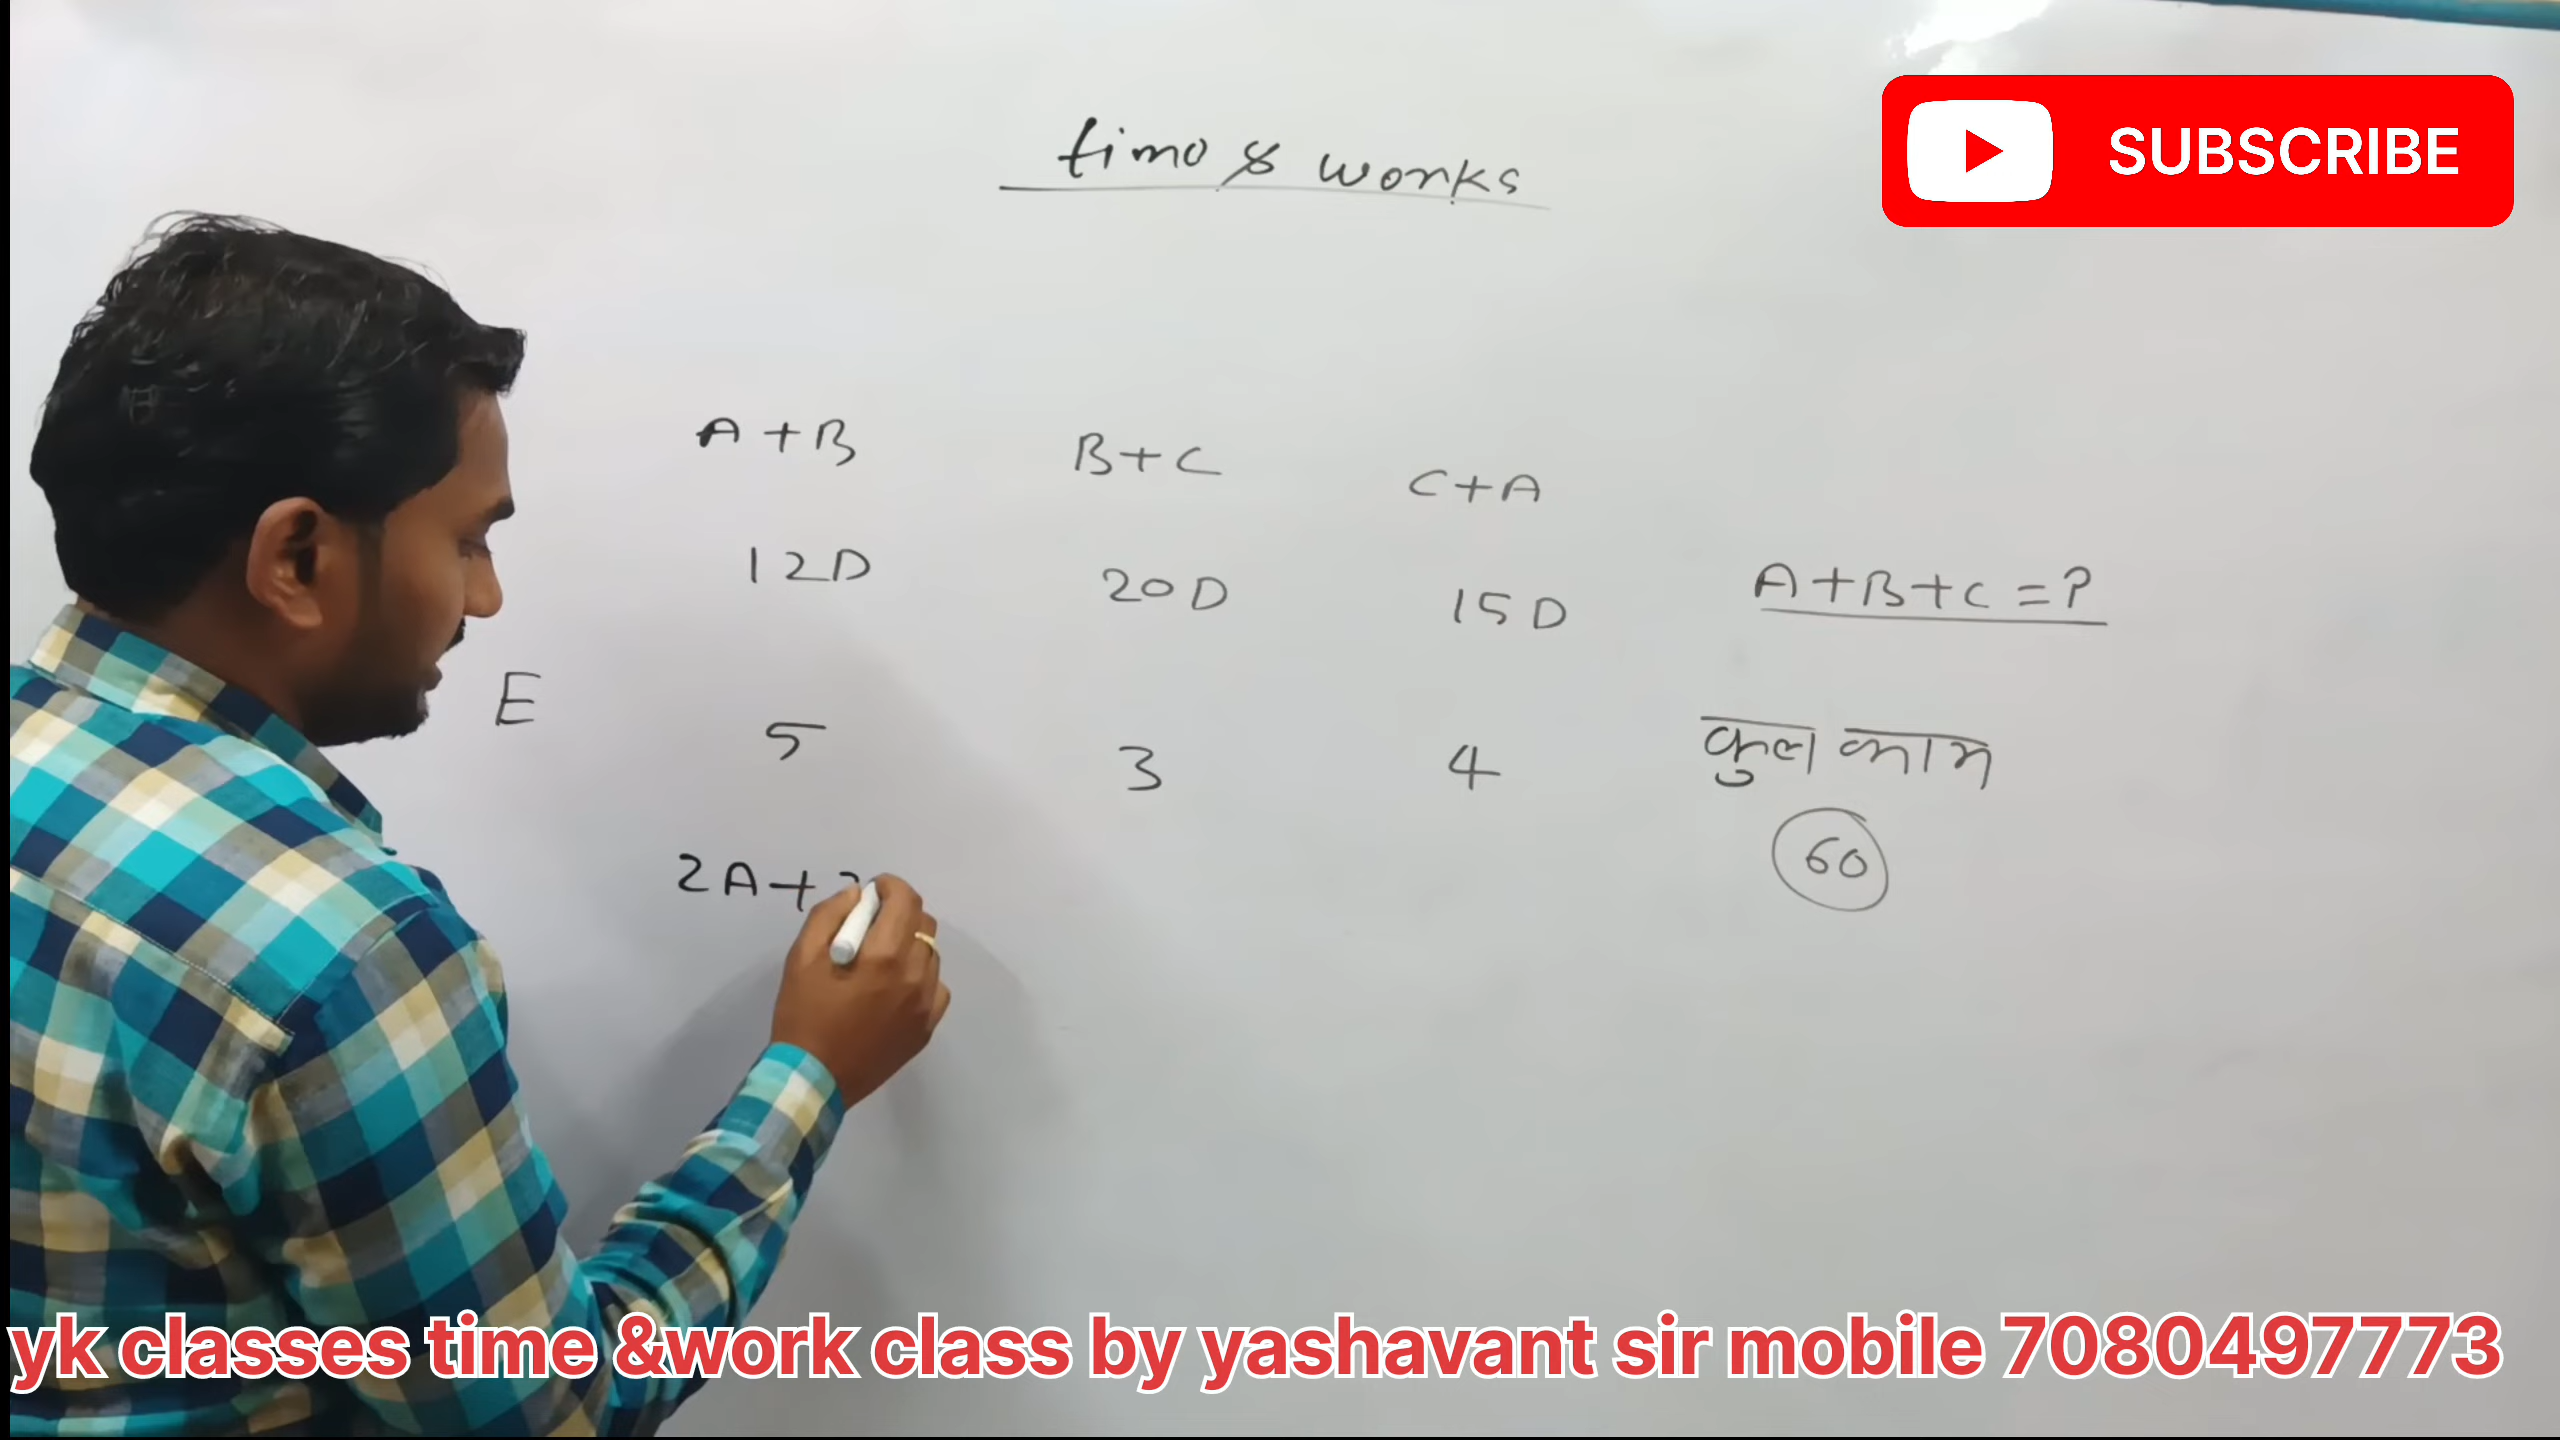 SUBSCRIBE
timo & works
A+B B+C C+A
12D 20D 15D A+B+C=?
E 5 3 4 कुल काम
2A+ 60
yk classes time &work class by yashavant sir mobile 7080497773